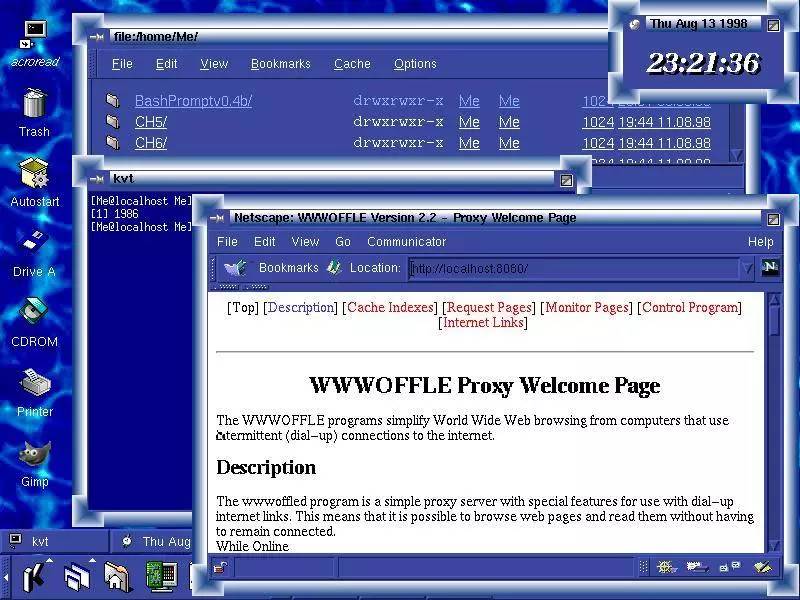 acroread
Trash
Autostart
Drive A
CDROM
Printer
Gimp
file:/home/Me/
File Edit View Bookmarks Cache Options
BashPromptv0.4b/ drwxrwxr-x Me Me 1024
CH5/ drwxrwxr-x Me Me 1024 19:44 11.08.98
CH6/ drwxrwxr-x Me Me 1024 19:44 11.08.98
Thu Aug 13 1998
23:21:36
kvt
[Me@localhost Me]
[1] 1986
[Me@localhost Me]
Netscape: WWWOFFLE Version 2.2 - Proxy Welcome Page
File Edit View Go Communicator Help
Bookmarks Location: http://localhost:8080/
N
[Top] [Description] [Cache Indexes] [Request Pages] [Monitor Pages] [Control Program]
[Internet Links]
WWWOFFLE Proxy Welcome Page
The WWWOFFLE programs simplify World Wide Web browsing from computers that use
intermittent (dial-up) connections to the internet.
Description
The wwwoffled program is a simple proxy server with special features for use with dial-up
internet links. This means that it is possible to browse web pages and read them without having
to remain connected.
While Online
kvt
Thu Aug
K